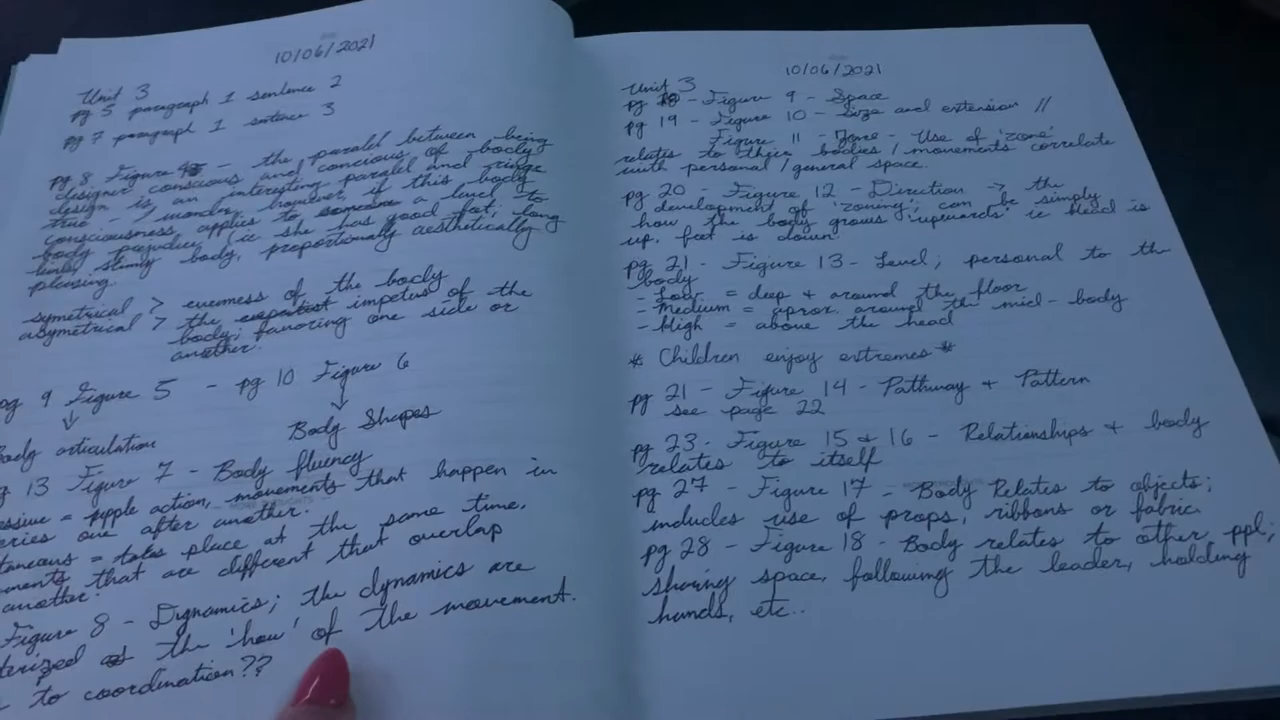 10/06/2021
Unit 3
pg 5 paragraph 1 sentence 2
pg 7 paragraph 1 sentence 3
pg 8 Figure - the parallel between being
designer conscious and concious of body
design is an interesting parallel and rings
true - I wonder, however, if this body
consciousness applies to a level to
body prejudice (ie she has good feet, long
limbs, slimly body, proportionally aesthetically
pleasing.
symetrical > eveness of the body
asymetrical > the impetus of the
body; favoring one side or
another.
pg 9 Figure 5 - pg 10 Figure 6
↓ ↓
Body articulation Body Shapes
pg 13 Figure 7 - Body fluency
essive = ripple action, movements that happen in
eries one after another.
taneous = takes place at the same time,
ments that are different that overlap
another.
Figure 8 - Dynamics; the dynamics are
terized the 'how' of the movement.
to coordination??
10/06/2021
Unit 3
pg 18 - Figure 9 - Space
pg 19 - Figure 10 - Size and extension //
Figure 11 - Zone - Use of 'zone'
relates to their bodies / movements correlate
with personal / general space.
pg 20 - Figure 12 - Direction → the
development of 'zoning'; can be simply
how the body grows 'upwards' ie Head is
up, feet is down.
pg 21 - Figure 13 - Level; personal to th
body
- Low = deep + around the floor
- Medium = aprox. around the mid-body
- High = above the head
* Children enjoy extremes *
pg 21 - Figure 14 - Pathway + Pattern
see page 22
pg 23 - Figure 15 & 16 - Relationships + body
relates to itself
pg 27 - Figure 17 - Body Relates to objects;
includes use of props, ribbons or fabric.
pg 28 - Figure 18 - Body relates to other ppl;
sharing space, following the leader, holding
hands, etc..